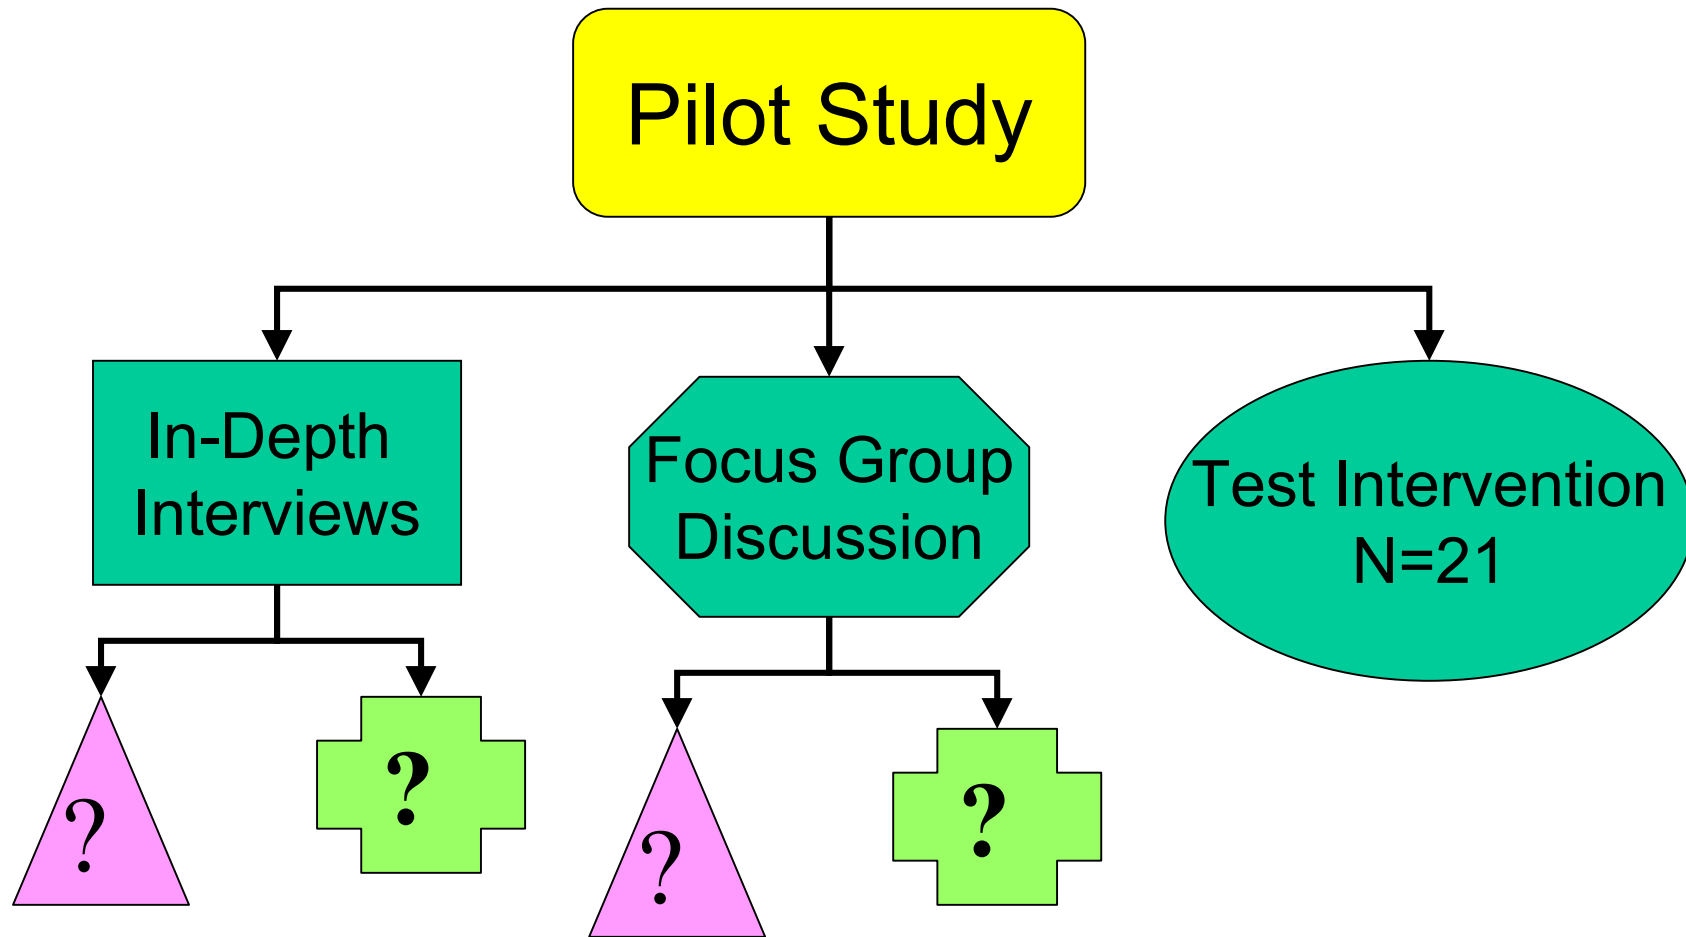 Pilot Study
In-Depth
Interviews
Focus Group
Discussion
Test Intervention
N=21
?
?
?
?